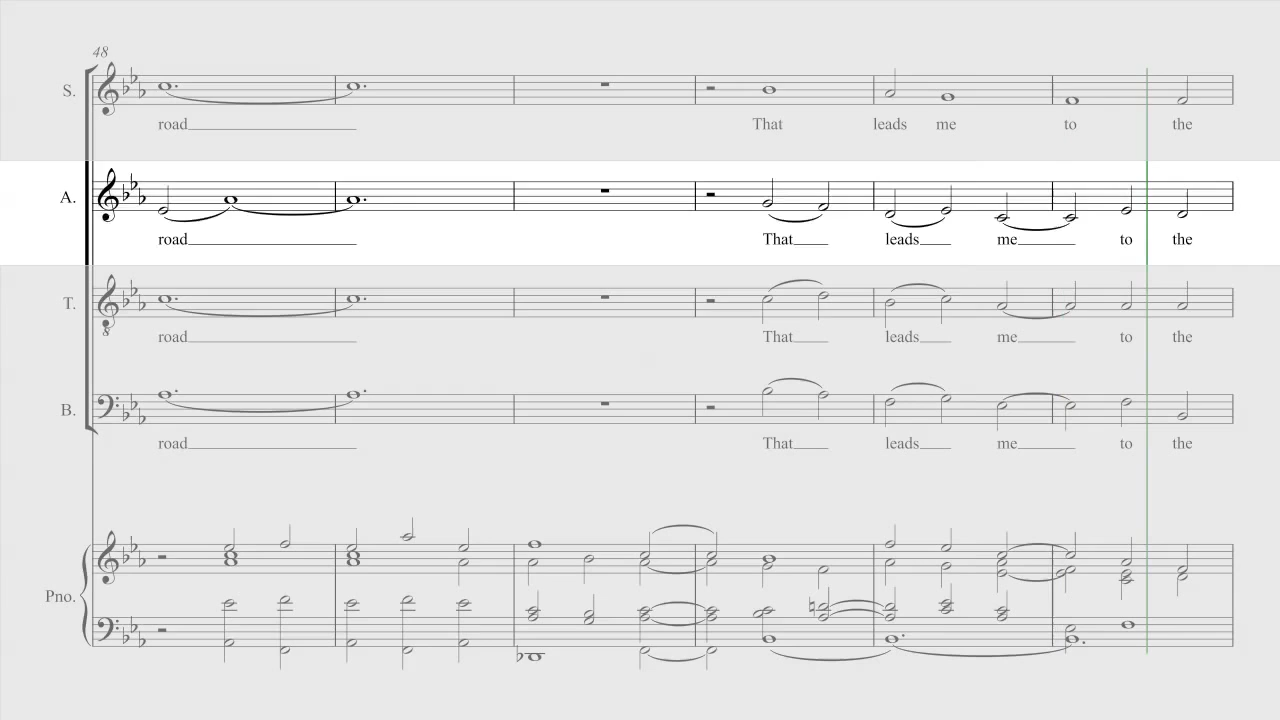 48
S.
road That leads me to the
A.
road That leads me to the
T.
8
road That leads me to the
B.
road That leads me to the
Pno.